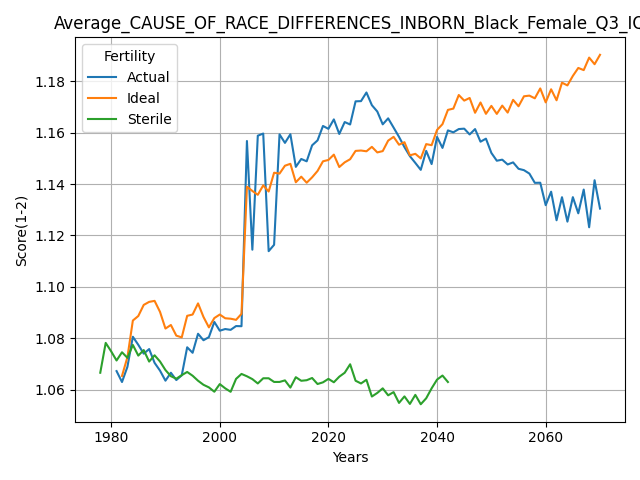 Average_CAUSE_OF_RACE_DIFFERENCES_INBORN_Black_Female_Q3_IC
Fertility
Actual
Ideal
Sterile
1.18
1.16
1.14
1.12
1.10
1.08
1.06
Score(1-2)
1980 2000 2020 2040 2060
Years